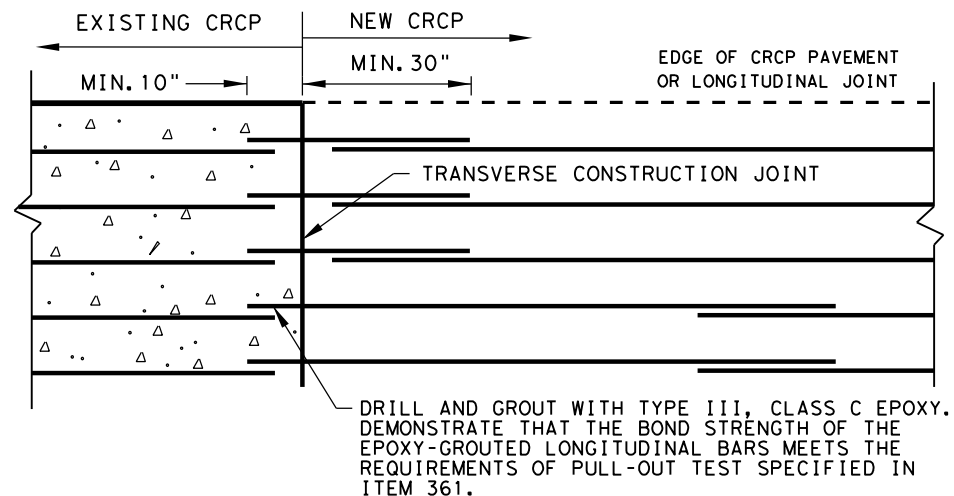 EXISTING CRCP
NEW CRCP
MIN. 10"
MIN. 30"
EDGE OF CRCP PAVEMENT
OR LONGITUDINAL JOINT
TRANSVERSE CONSTRUCTION JOINT
DRILL AND GROUT WITH TYPE III, CLASS C EPOXY.
DEMONSTRATE THAT THE BOND STRENGTH OF THE
EPOXY-GROUTED LONGITUDINAL BARS MEETS THE
REQUIREMENTS OF PULL-OUT TEST SPECIFIED IN
ITEM 361.